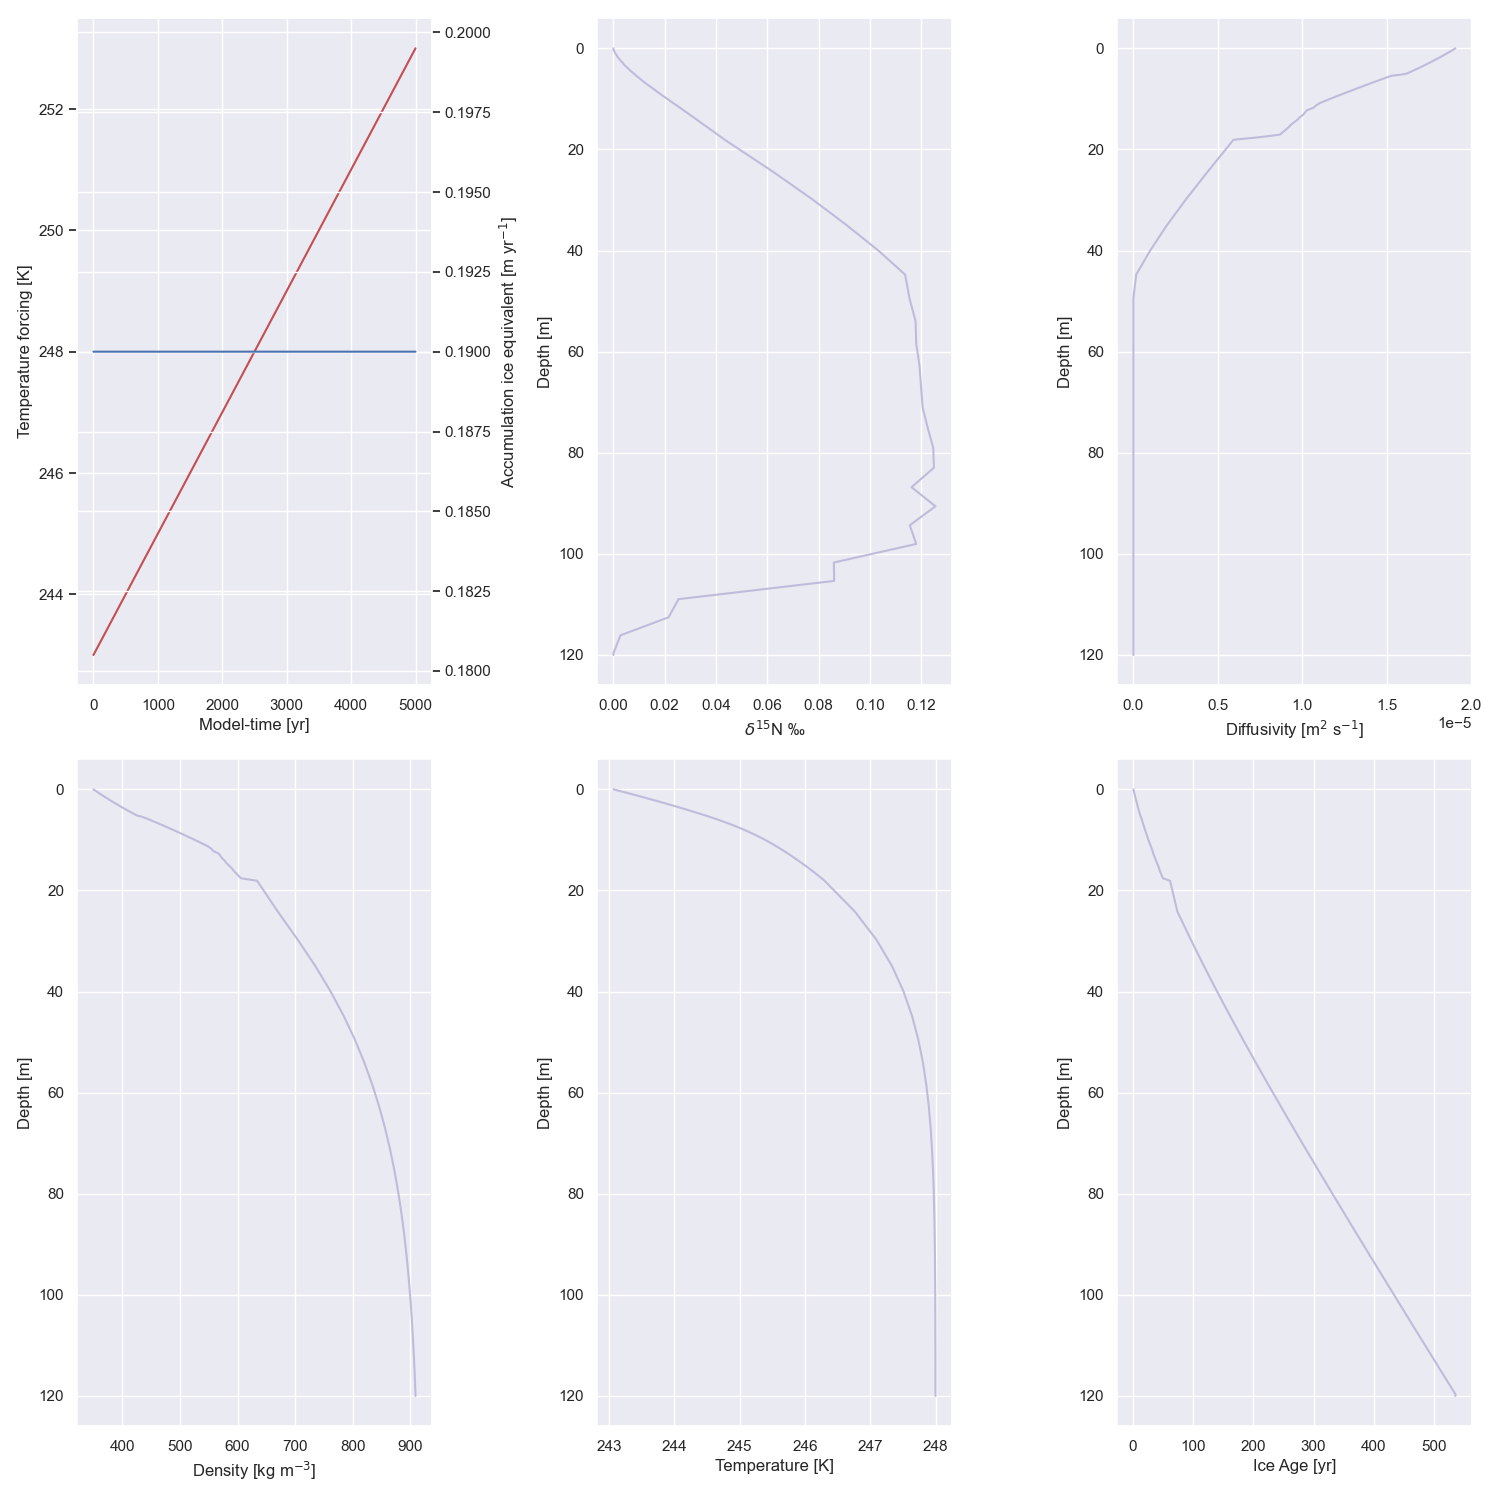 Temperature forcing [K]
252
250
248
246
244
0.2000
0.1975
0.1950
0.1925
0.1900
0.1875
0.1850
0.1825
0.1800
Accumulation ice equivalent [m yr⁻¹]
0 1000 2000 3000 4000 5000
Model-time [yr]
Depth [m]
0
20
40
60
80
100
120
0.00 0.02 0.04 0.06 0.08 0.10 0.12
δ¹⁵N ‰
Depth [m]
0
20
40
60
80
100
120
0.0 0.5 1.0 1.5 2.0
1e−5
Diffusivity [m² s⁻¹]
Depth [m]
0
20
40
60
80
100
120
400 500 600 700 800 900
Density [kg m⁻³]
Depth [m]
0
20
40
60
80
100
120
243 244 245 246 247 248
Temperature [K]
Depth [m]
0
20
40
60
80
100
120
0 100 200 300 400 500
Ice Age [yr]